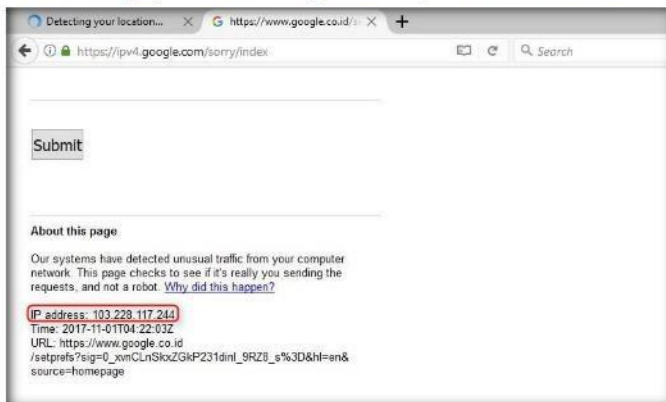 Detecting your location...
https://www.google.co.id/s
https://ipv4.google.com/sorry/index
Search
Submit
About this page
Our systems have detected unusual traffic from your computer
network. This page checks to see if it's really you sending the
requests, and not a robot. Why did this happen?
IP address: 103.228.117.244
Time: 2017-11-01T04:22:03Z
URL: https://www.google.co.id
/setprefs?sig=0_xvnCLnSkxZGkP231dinI_9RZ8_s%3D&hl=en&
source=homepage